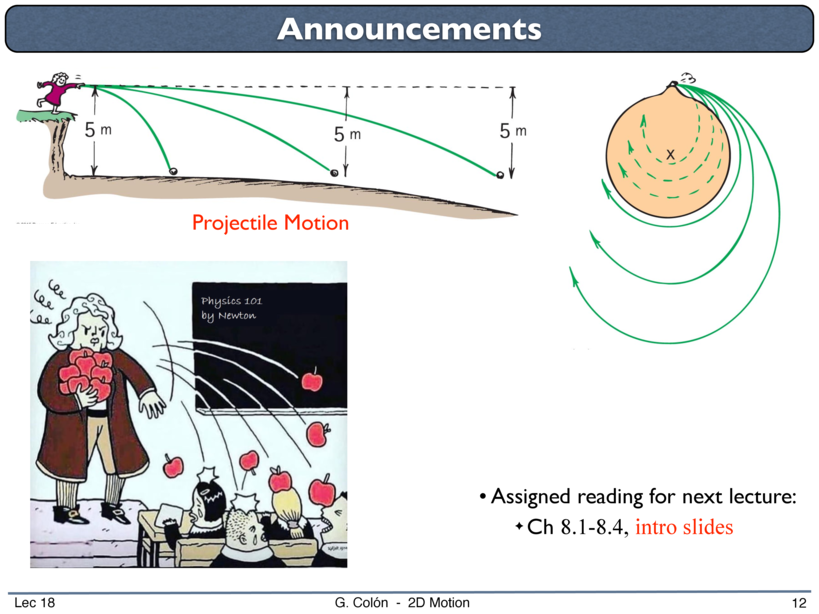 Announcements
5 m
5 m
5 m
X
Projectile Motion
Physics 101
by Newton
• Assigned reading for next lecture:
✦ Ch 8.1-8.4, intro slides
Lec 18
G. Colón - 2D Motion
12